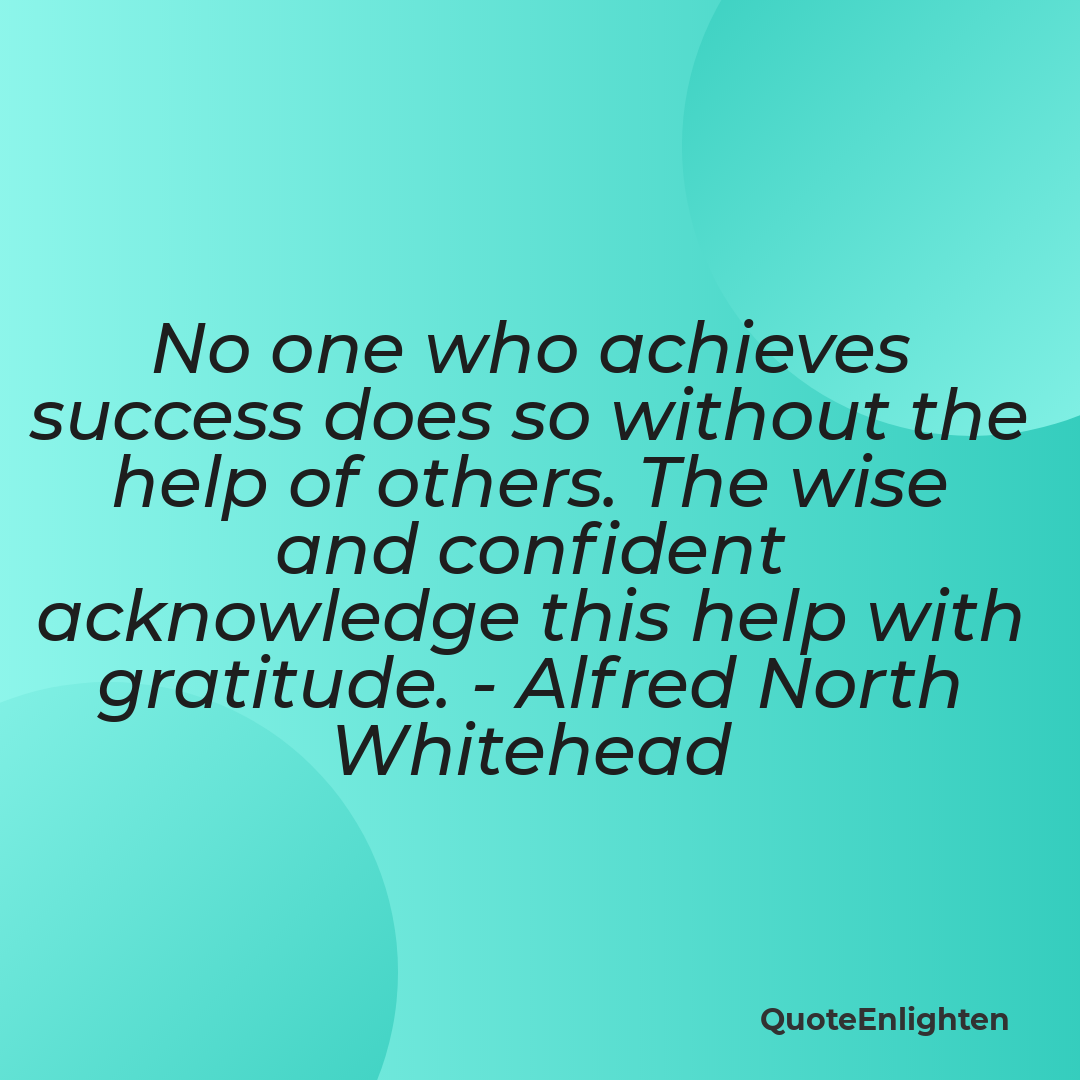 No one who achieves
success does so without the
help of others. The wise
and confident
acknowledge this help with
gratitude. - Alfred North
Whitehead
QuoteEnlighten